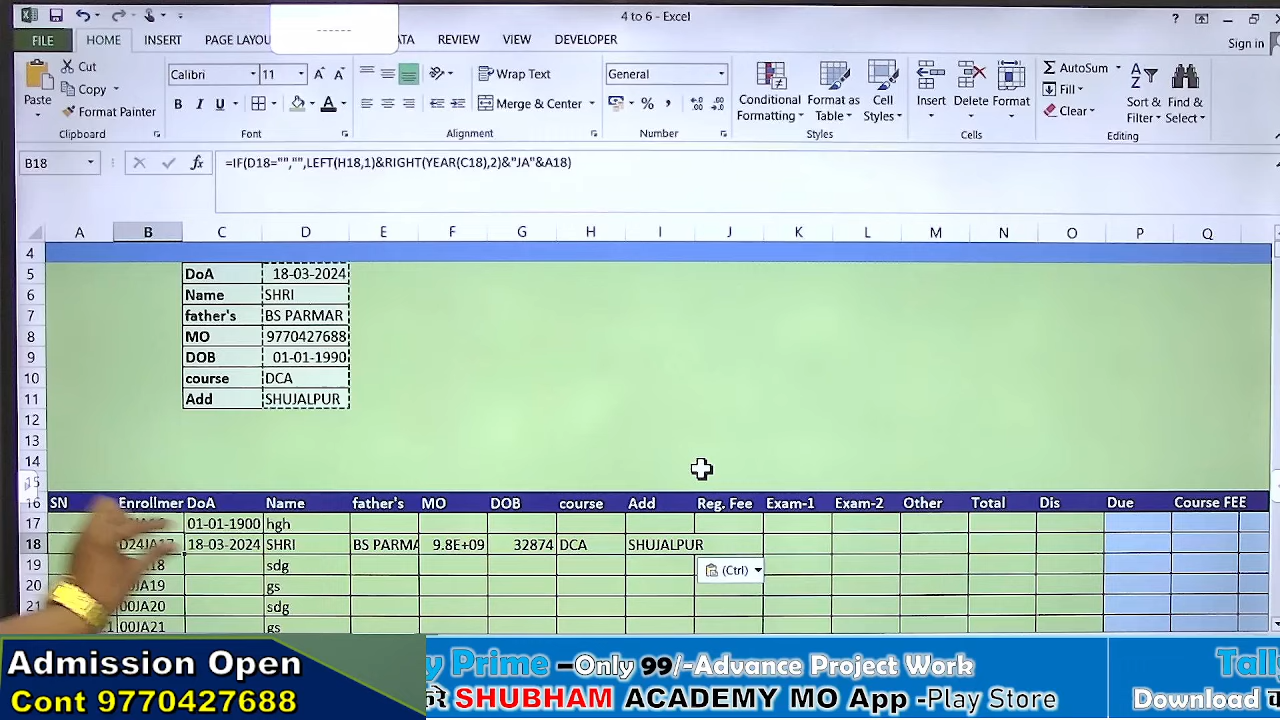 4 to 6 - Excel
Sign in
FILE HOME INSERT PAGE LAYOU ATA REVIEW VIEW DEVELOPER
Paste Cut Copy Format Painter Clipboard
Calibri 11 B I U Font
Wrap Text Merge & Center Alignment
General % Number
Conditional Formatting Format as Table Cell Styles Styles
Insert Delete Format Cells
AutoSum Fill Clear Sort & Filter Find & Select Editing
B18 fx =IF(D18="","",LEFT(H18,1)&RIGHT(YEAR(C18),2)&"JA"&A18)
A B C D E F G H I J K L M N O P Q
4
5 DoA 18-03-2024
6 Name SHRI
7 father's BS PARMAR
8 MO 9770427688
9 DOB 01-01-1990
10 course DCA
11 Add SHUJALPUR
12
13
14
15
16 SN Enrollmer DoA Name father's MO DOB course Add Reg. Fee Exam-1 Exam-2 Other Total Dis Due Course FEE
17 01-01-1900 hgh
18 D24JA17 18-03-2024 SHRI BS PARMA 9.8E+09 32874 DCA SHUJALPUR
(Ctrl)
19 sdg
20 gs
21 00JA20 sdg
00JA21 gs
Admission Open
Cont 9770427688
y Prime –Only 99/-Advance Project Work
SHUBHAM ACADEMY MO App -Play Store
Tall
Download